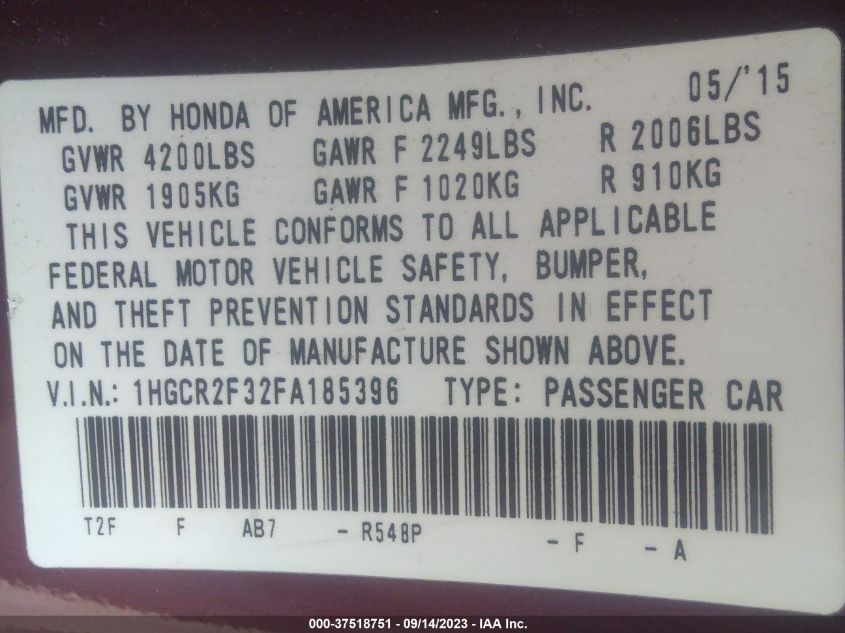 MFD. BY HONDA OF AMERICA MFG., INC. 05/'15
GVWR 4200LBS GAWR F 2249LBS R 2006LBS
GVWR 1905KG GAWR F 1020KG R 910KG
THIS VEHICLE CONFORMS TO ALL APPLICABLE
FEDERAL MOTOR VEHICLE SAFETY, BUMPER,
AND THEFT PREVENTION STANDARDS IN EFFECT
ON THE DATE OF MANUFACTURE SHOWN ABOVE.
V.I.N.: 1HGCR2F32FA185396 TYPE: PASSENGER CAR
T2F F AB7 - R548P - F - A
000-37518751 - 09/14/2023 - IAA Inc.